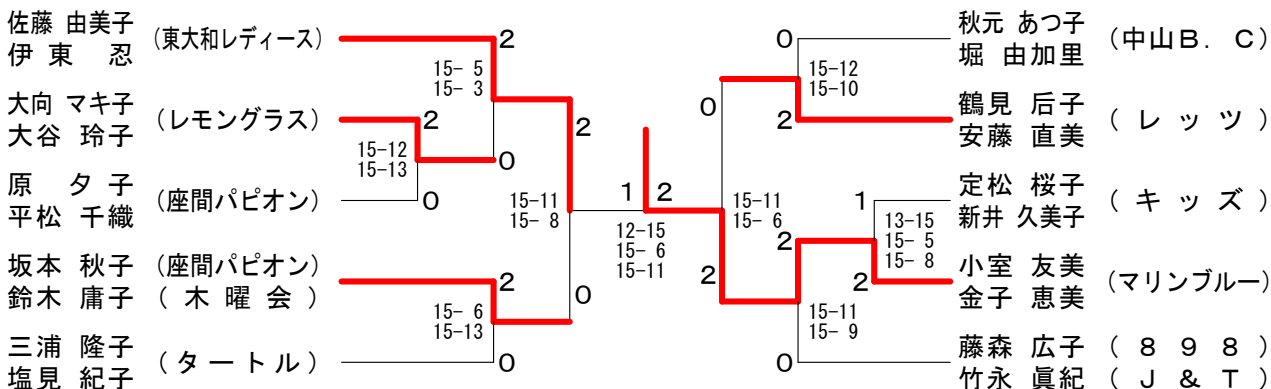 佐藤 由美子
伊 東　忍
(東大和レディース)
2
15- 5
15- 3
大向 マキ子
大谷 玲子
(レモングラス)
2
15-12
15-13
0
原　夕 子
平松 千織
(座間パピオン)
0
2
15-11
15- 8
坂本 秋子 (座間パピオン)
鈴木 庸子 ( 木 曜 会 )
2
15- 6
15-13
0
三浦 隆子
塩見 紀子
( タ ー ト ル )
0
1 2
12-15
15- 6
15-11
秋元 あつ子
堀 由加里
(中山B. C)
0
15-12
15-10
0
鶴見 后子
安藤 直美
( レ ッ ツ )
2
15-11
15- 6
定松 桜子
新井 久美子
( キ ッ ズ )
1
13-15
15- 5
15- 8
2
小室 友美
金子 恵美
(マリンブルー)
2
2
15-11
15- 9
藤森 広子 ( 8 9 8 )
竹永 眞紀 ( J & T )
0